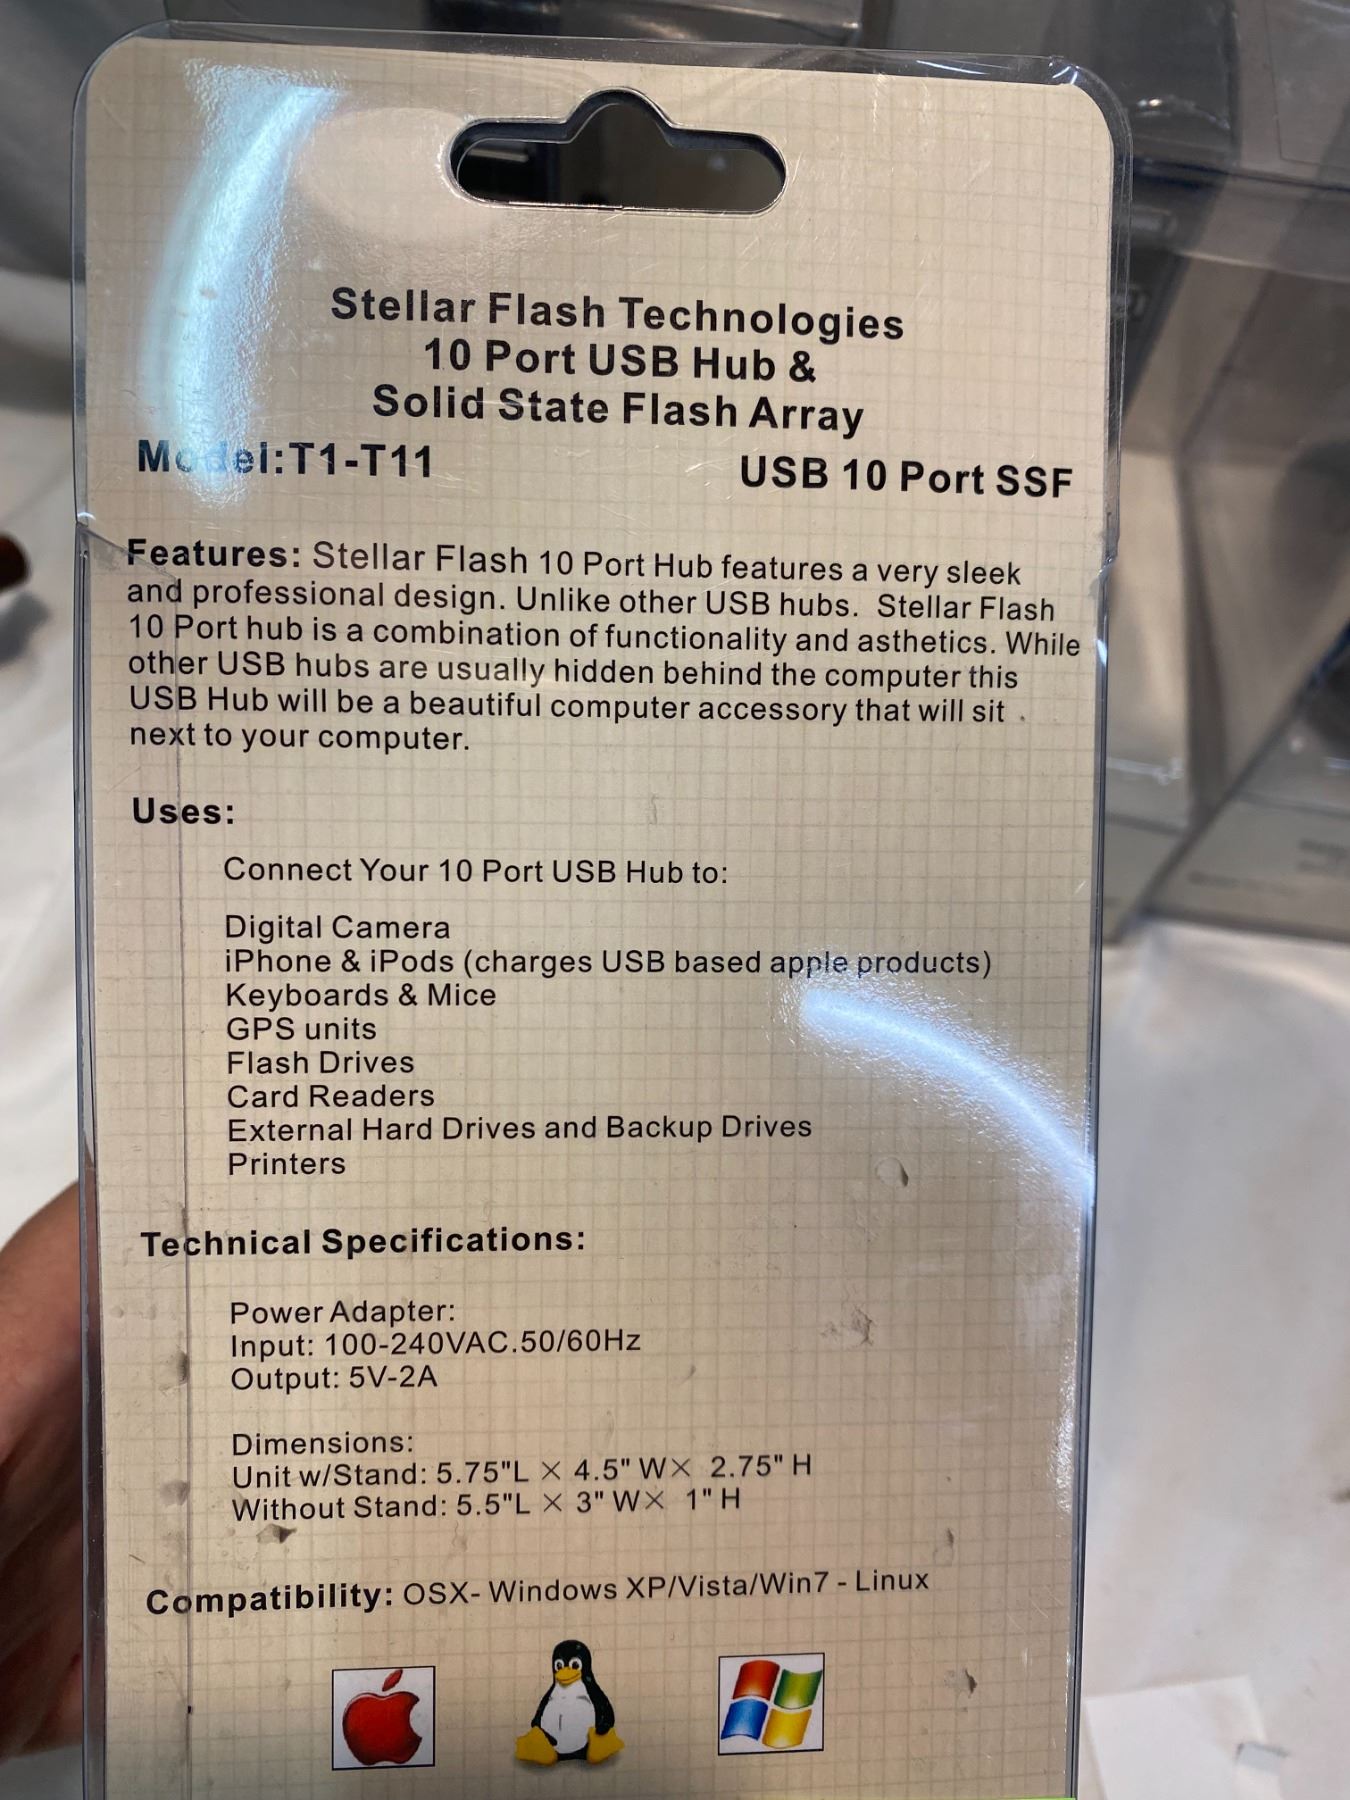 Stellar Flash Technologies
10 Port USB Hub &
Solid State Flash Array
Model:T1-T11
USB 10 Port SSF
Features: Stellar Flash 10 Port Hub features a very sleek
and professional design. Unlike other USB hubs. Stellar Flash
10 Port hub is a combination of functionality and asthetics. While
other USB hubs are usually hidden behind the computer this
USB Hub will be a beautiful computer accessory that will sit .
next to your computer.
Uses:
Connect Your 10 Port USB Hub to:
Digital Camera
iPhone & iPods (charges USB based apple products)
Keyboards & Mice
GPS units
Flash Drives
Card Readers
External Hard Drives and Backup Drives
Printers
Technical Specifications:
Power Adapter:
Input: 100-240VAC.50/60Hz
Output: 5V-2A
Dimensions:
Unit w/Stand: 5.75"L × 4.5" W× 2.75" H
Without Stand: 5.5"L × 3" W× 1" H
Compatibility: OSX- Windows XP/Vista/Win7 - Linux